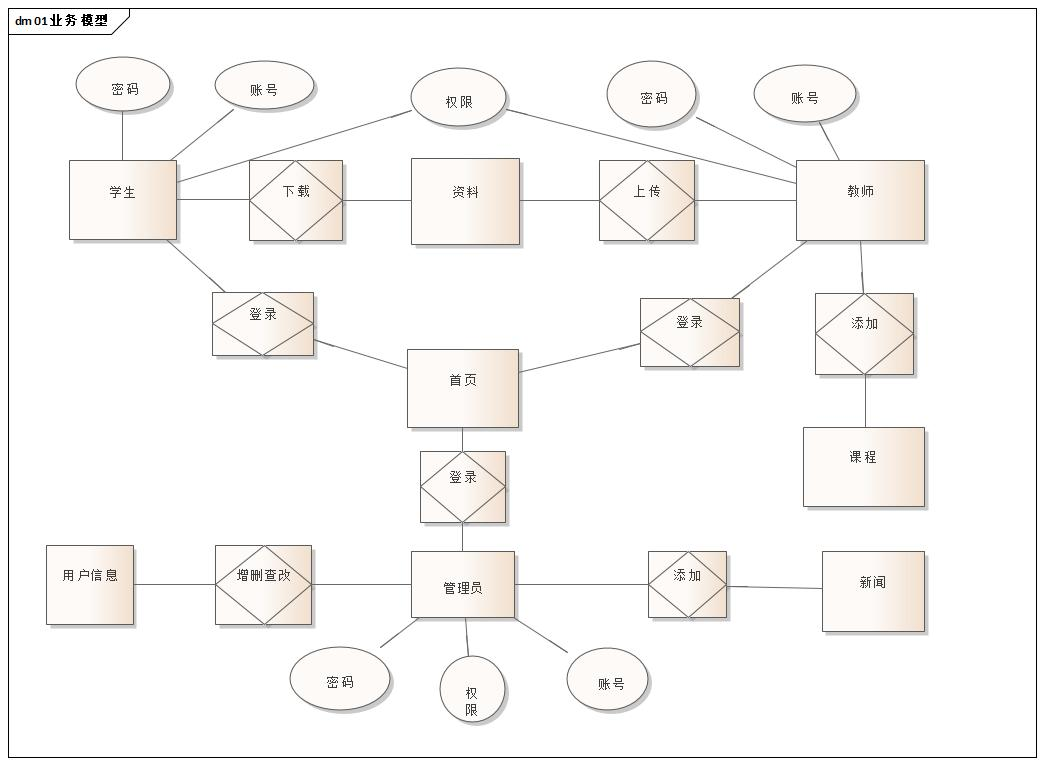 dm 01业务模型
密码
账号
权限
密码
账号
学生
下载
资料
上传
教师
登录
登录
添加
首页
课程
登录
用户信息
增删查改
管理员
添加
新闻
密码
权
限
账号